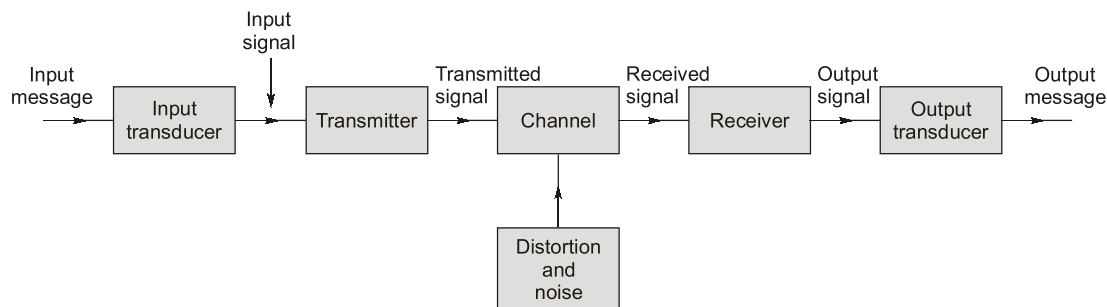 Input
signal
Input
message
Input
transducer
Transmitter
Transmitted
signal
Channel
Received
signal
Receiver
Output
signal
Output
transducer
Output
message
Distortion
and
noise